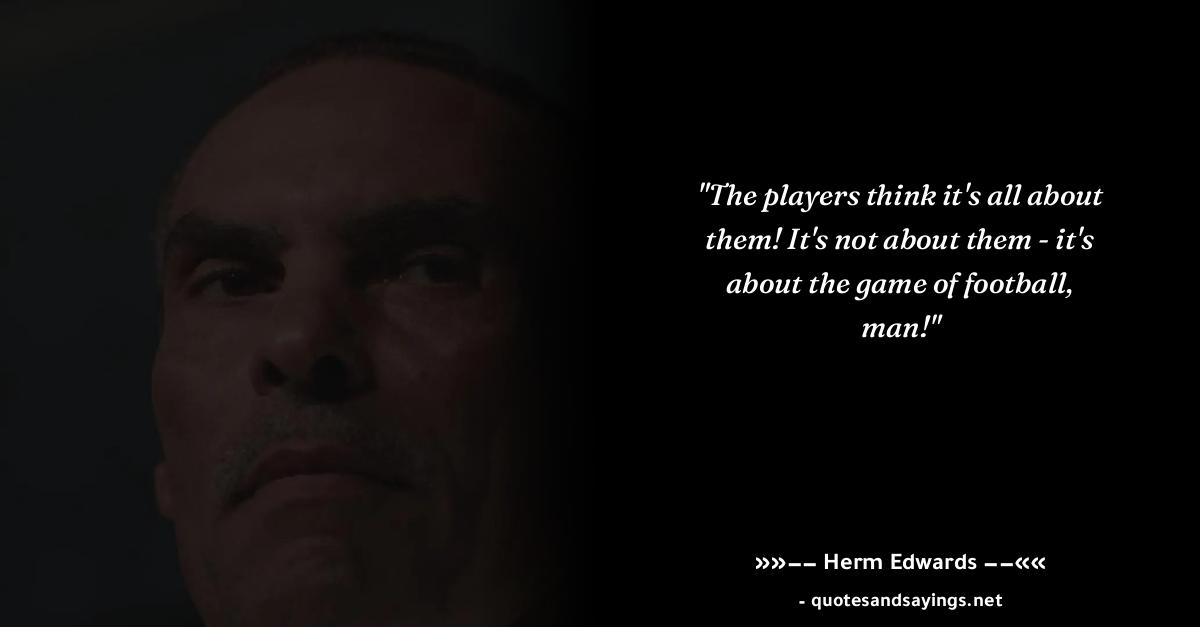 "The players think it's all about
them! It's not about them - it's
about the game of football,
man!"
»»−− Herm Edwards −−««
- quotesandsayings.net